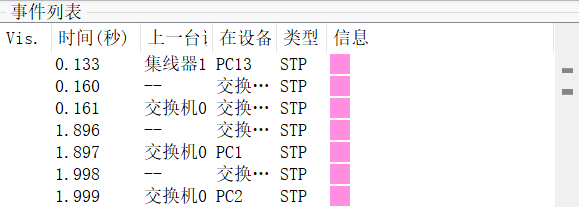 事件列表
Vis. 时间(秒) 上一台 在设备 类型 信息
0.133 集线器1 PC13 STP
0.160 -- 交换… STP
0.161 交换机0 交换… STP
1.896 -- 交换… STP
1.897 交换机0 PC1 STP
1.998 -- 交换… STP
1.999 交换机0 PC2 STP